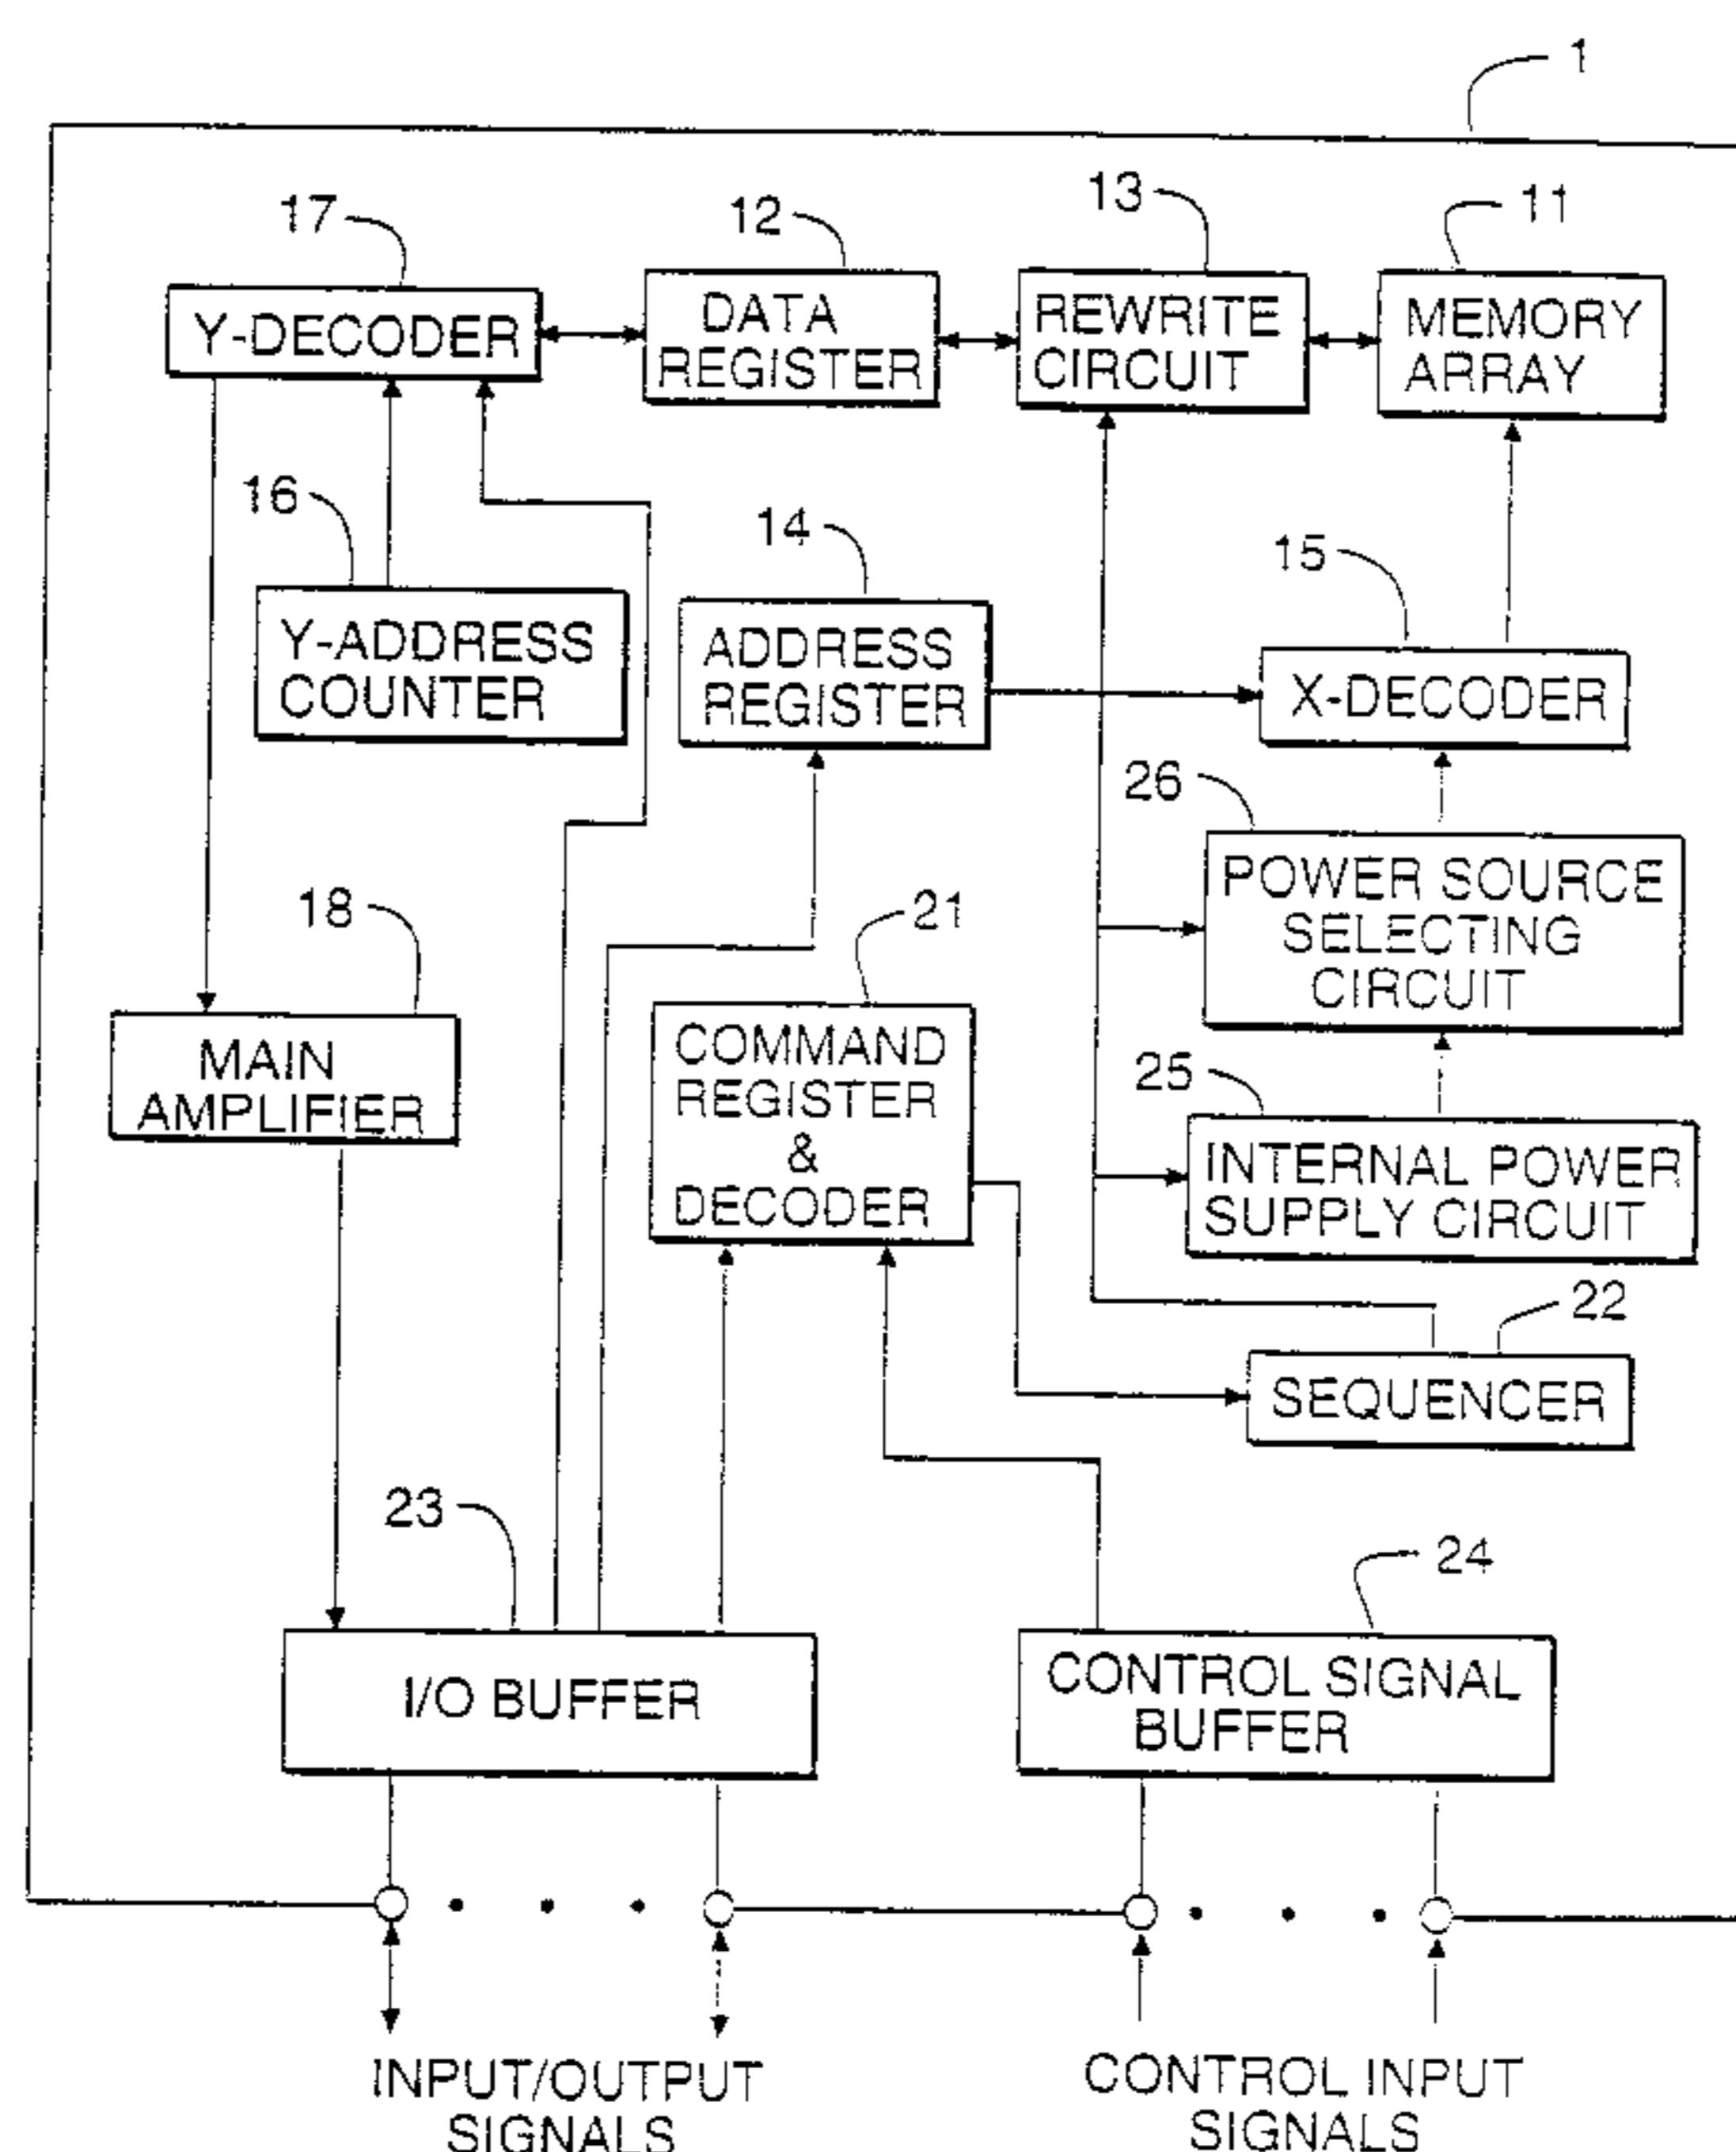 1
17
12
13
11
Y-DECODER
DATA
REGISTER
REWRITE
CIRCUIT
MEMORY
ARRAY
16
14
15
Y-ADDRESS
COUNTER
ADDRESS
REGISTER
X-DECODER
26
POWER SOURCE
SELECTING
CIRCUIT
18
21
MAIN
AMPLIFIER
COMMAND
REGISTER
&
DECODER
25
INTERNAL POWER
SUPPLY CIRCUIT
22
SEQUENCER
23
24
I/O BUFFER
CONTROL SIGNAL
BUFFER
INPUT/OUTPUT
SIGNALS
CONTROL INPUT
SIGNALS